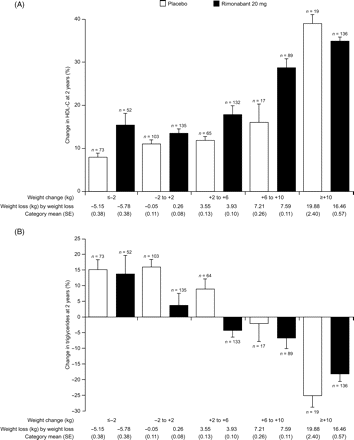 (A)
Placebo
Rimonabant 20 mg
Change in HDL-C at 2 years (%)
40
30
20
10
0
n = 73
n = 52
n = 103
n = 135
n = 65
n = 132
n = 17
n = 89
n = 19
n = 136
Weight change (kg) ≤–2 –2 to +2 +2 to +6 +6 to +10 ≥+10
Weight loss (kg) by weight loss –5.15 –5.78 –0.05 0.26 3.55 3.93 7.21 7.59 19.88 16.46
Category mean (SE) (0.38) (0.38) (0.11) (0.08) (0.13) (0.10) (0.26) (0.11) (2.40) (0.57)
(B)
Change in triglycerides at 2 years (%)
20
15
10
5
0
–5
–10
–15
–20
–25
–30
n = 73
n = 52
n = 103
n = 135
n = 64
n = 133
n = 17
n = 89
n = 19
n = 136
Weight change (kg) ≤–2 –2 to +2 +2 to +6 +6 to +10 ≥+10
Weight loss (kg) by weight loss –5.15 –5.78 –0.05 0.26 3.55 3.93 7.21 7.59 19.88 16.46
Category mean (SE) (0.38) (0.38) (0.11) (0.08) (0.13) (0.10) (0.26) (0.11) (2.40) (0.57)